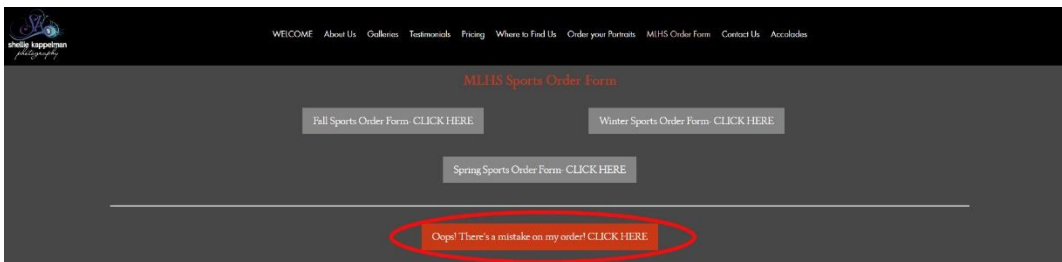 SK
shellie kappelman
photography
WELCOME About Us Galleries Testimonials Pricing Where to Find Us Order your Portraits MLHS Order Form Contact Us Accolades
MLHS Sports Order Form
Fall Sports Order Form- CLICK HERE
Winter Sports Order Form- CLICK HERE
Spring Sports Order Form- CLICK HERE
Oops! There's a mistake on my order! CLICK HERE